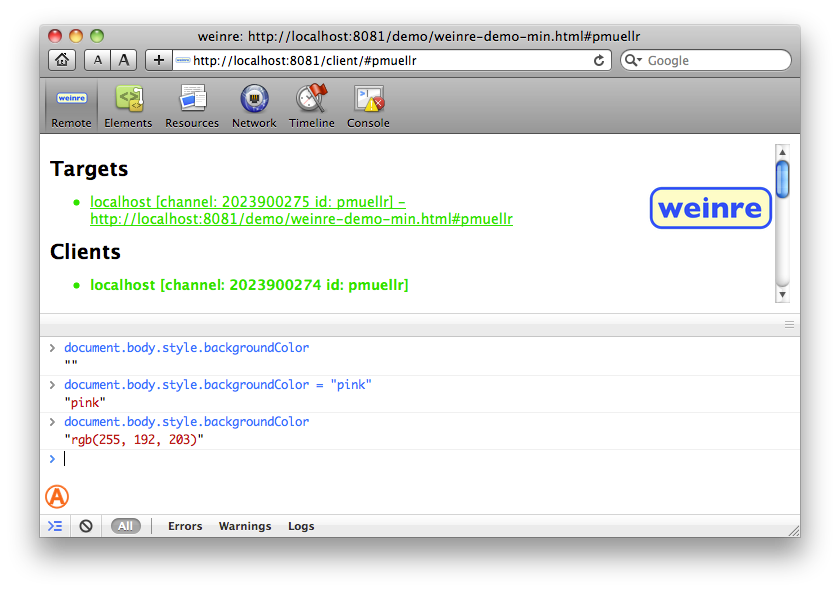 weinre: http://localhost:8081/demo/weinre-demo-min.html#pmuellr
A A + http://localhost:8081/client/#pmuellr Google
weinre
Remote Elements Resources Network Timeline Console
Targets
localhost [channel: 2023900275 id: pmuellr] –
http://localhost:8081/demo/weinre-demo-min.html#pmuellr
weinre
Clients
localhost [channel: 2023900274 id: pmuellr]
> document.body.style.backgroundColor
""
> document.body.style.backgroundColor = "pink"
"pink"
> document.body.style.backgroundColor
"rgb(255, 192, 203)"
>
A
All Errors Warnings Logs